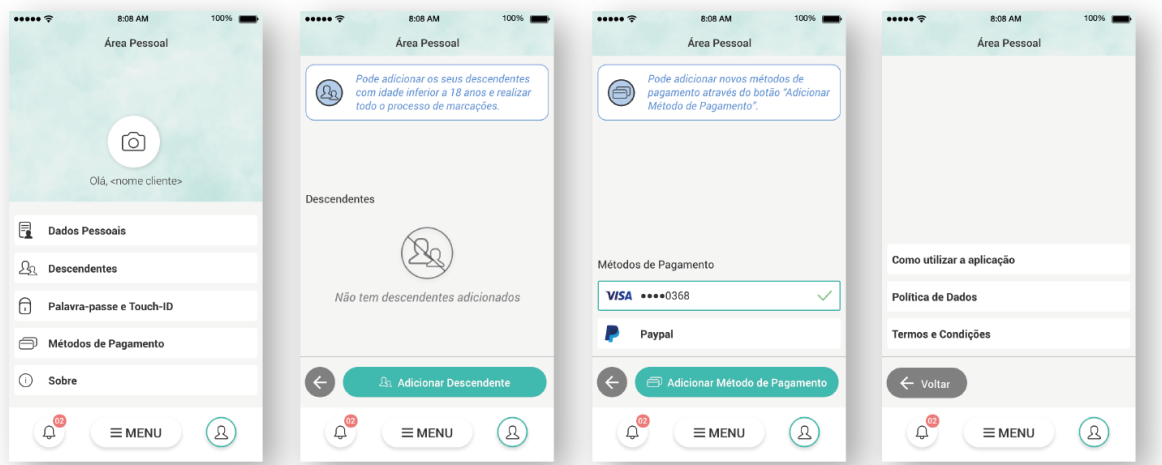 8:08 AM
100%
Área Pessoal
Olá, <nome cliente>
Dados Pessoais
Descendentes
Palavra-passe e Touch-ID
Métodos de Pagamento
Sobre
02
MENU
8:08 AM
100%
Área Pessoal
Pode adicionar os seus descendentes
com idade inferior a 18 anos e realizar
todo o processo de marcações.
Descendentes
Não tem descendentes adicionados
Adicionar Descendente
02
MENU
8:08 AM
100%
Área Pessoal
Pode adicionar novos métodos de
pagamento através do botão “Adicionar
Método de Pagamento”.
Métodos de Pagamento
VISA ●●●●0368
Paypal
Adicionar Método de Pagamento
02
MENU
8:08 AM
100%
Área Pessoal
Como utilizar a aplicação
Política de Dados
Termos e Condições
Voltar
02
MENU